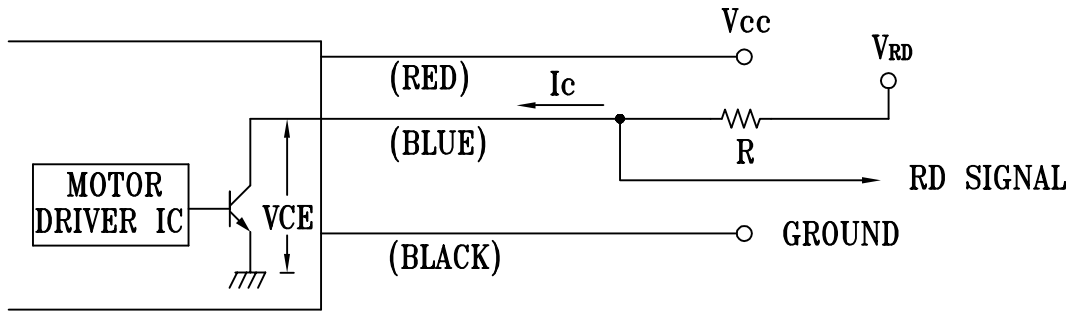 Vcc
VRD
(RED)
Ic
(BLUE)
R
RD SIGNAL
MOTOR
DRIVER IC
VCE
GROUND
(BLACK)